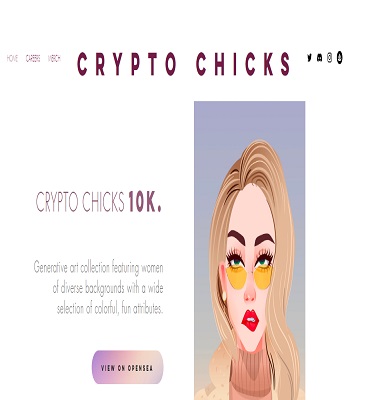 HOME CAREERS MERCH
CRYPTO CHICKS
CRYPTO CHICKS 10K.
Generative art collection featuring women
of diverse backgrounds with a wide
selection of colorful, fun attributes.
VIEW ON OPENSEA